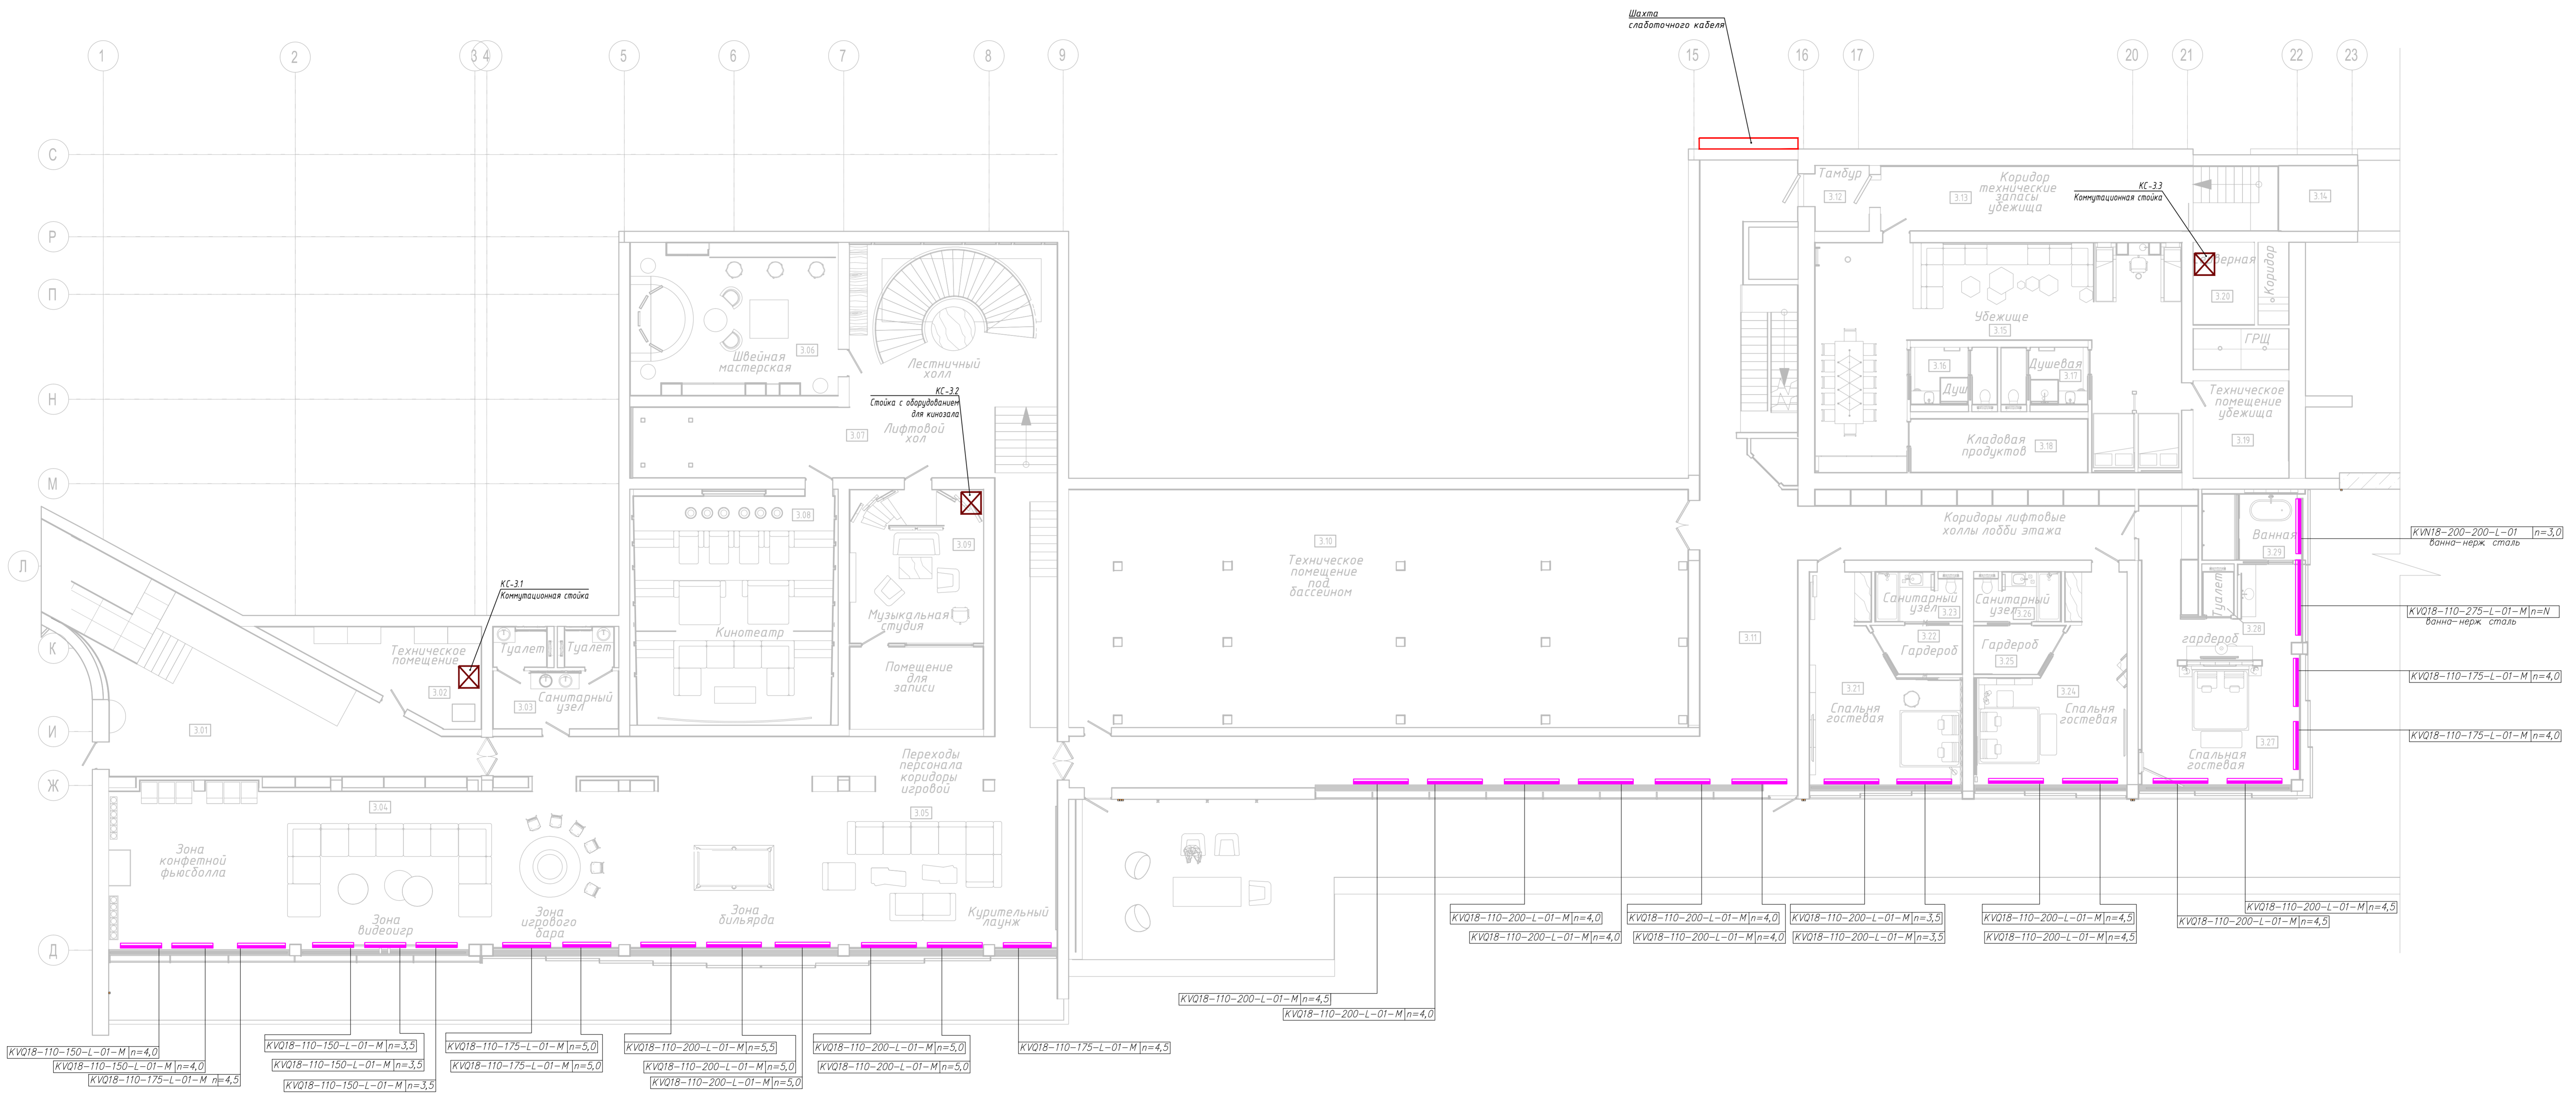 Шахта
слаботочного кабеля
1
2
3
4
5
6
7
8
9
15
16
17
20
21
22
23
С
Р
П
Н
М
Л
К
И
Ж
Д
Тамбур
3.12
Коридор
технические
запасы
убежища
3.13
КС-3.3
Коммутационная стойка
3.14
3.20
Коридор
Убежище
3.15
ГРЩ
3.16
Душ
Душевая
3.17
Техническое
помещение
убежища
3.19
Кладовая
продуктов
3.18
Швейная
мастерская
3.06
Лестничный
холл
КС-3.2
Стойка с оборудованием
для кинозала
Лифтовой
хол
3.07
3.08
3.09
Музыкальная
студия
Кинотеатр
Помещение
для
записи
3.10
Техническое
помещение
под
бассейном
3.11
Коридоры лифтовые
холлы лобби этажа
Ванная
3.29
KVN18-200-200-L-01 n=3,0
ванна-нерж. сталь
KVQ18-110-275-L-01-M n=N
ванна-нерж. сталь
KVQ18-110-175-L-01-M n=4,0
KVQ18-110-175-L-01-M n=4,0
КС-3.1
Коммутационная стойка
Техническое
помещение
3.02
Туалет
Туалет
Санитарный
узел
3.03
3.01
Санитарный
узел
3.23
Санитарный
узел
3.26
3.22
Гардероб
Гардероб
3.25
Туалет
3.28
гардероб
3.21
Спальня
гостевая
3.24
Спальня
гостевая
Спальная
гостевая
3.27
Переходы
персонала
коридоры
игровой
3.05
3.04
Зона
конфетной
фьюсболла
Зона
видеоигр
Зона
игрового
бара
Зона
бильярда
Курительный
лаунж
KVQ18-110-200-L-01-M n=4,0
KVQ18-110-200-L-01-M n=4,0
KVQ18-110-200-L-01-M n=4,0
KVQ18-110-200-L-01-M n=4,0
KVQ18-110-200-L-01-M n=3,5
KVQ18-110-200-L-01-M n=3,5
KVQ18-110-200-L-01-M n=4,5
KVQ18-110-200-L-01-M n=4,5
KVQ18-110-200-L-01-M n=4,5
KVQ18-110-200-L-01-M n=4,5
KVQ18-110-200-L-01-M n=4,5
KVQ18-110-200-L-01-M n=4,0
KVQ18-110-150-L-01-M n=4,0
KVQ18-110-150-L-01-M n=4,0
KVQ18-110-175-L-01-M n=4,5
KVQ18-110-150-L-01-M n=3,5
KVQ18-110-150-L-01-M n=3,5
KVQ18-110-150-L-01-M n=3,5
KVQ18-110-175-L-01-M n=5,0
KVQ18-110-175-L-01-M n=5,0
KVQ18-110-200-L-01-M n=5,5
KVQ18-110-200-L-01-M n=5,0
KVQ18-110-200-L-01-M n=5,0
KVQ18-110-200-L-01-M n=5,0
KVQ18-110-200-L-01-M n=5,0
KVQ18-110-175-L-01-M n=4,5